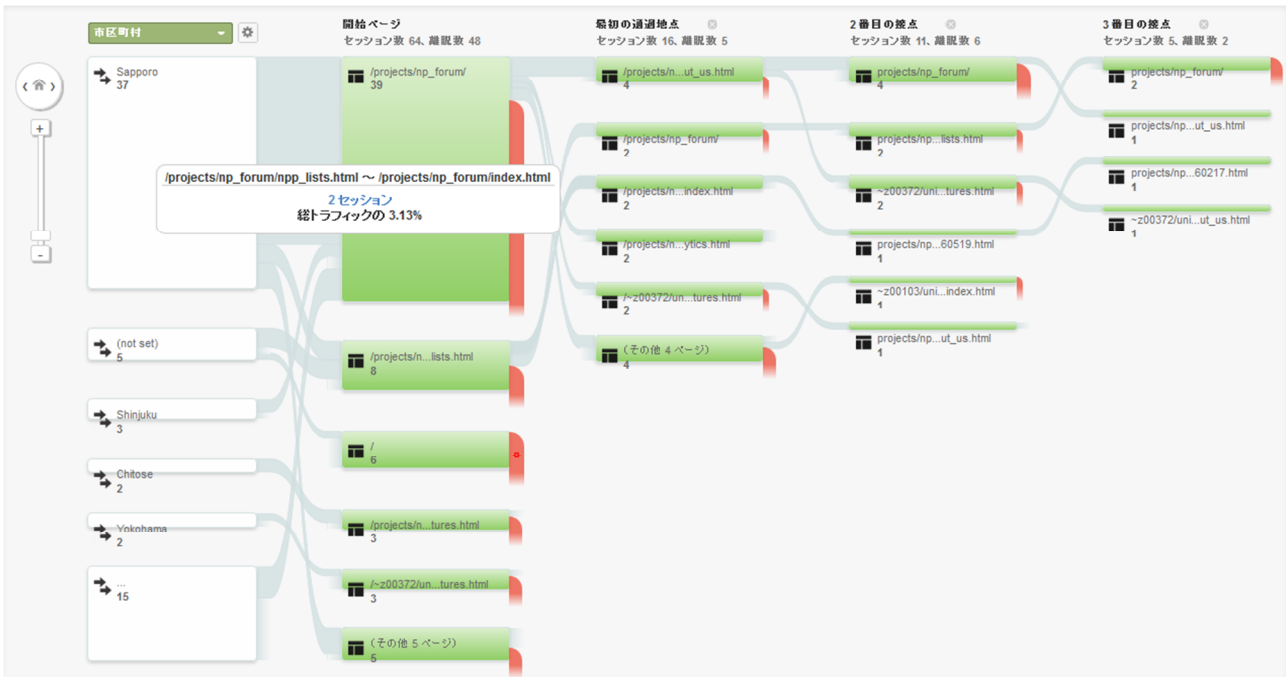 市区町村
開始ページ
セッション数 64、離脱数 48
最初の通過地点
セッション数 16、離脱数 5
2 番目の接点
セッション数 11、離脱数 6
3 番目の接点
セッション数 5、離脱数 2
+
-
Sapporo
37
(not set)
5
Shinjuku
3
Chitose
2
Yokohama
2
...
15
/projects/np_forum/
39
/projects/np_forum/npp_lists.html ～ /projects/np_forum/index.html
2 セッション
総トラフィックの 3.13%
/projects/n...lists.html
8
/
6
/projects/n...tures.html
3
/~z00372/un...tures.html
3
(その他 5 ページ)
5
/projects/n...ut_us.html
4
/projects/np_forum/
2
/projects/n...index.html
2
/projects/n...ytics.html
2
/~z00372/un...tures.html
2
(その他 4 ページ)
4
projects/np_forum/
4
projects/np...lists.html
2
~z00372/uni...tures.html
2
projects/np...60519.html
1
~z00103/uni...index.html
1
projects/np...ut_us.html
1
projects/np_forum/
2
projects/np...ut_us.html
1
projects/np...60217.html
1
~z00372/uni...ut_us.html
1